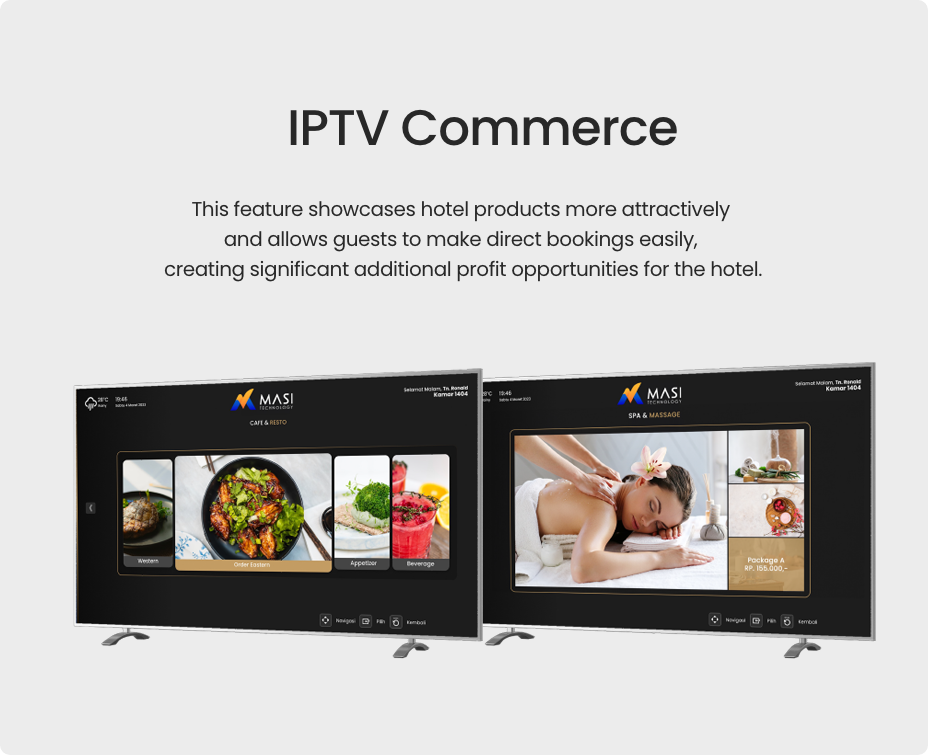 IPTV Commerce
This feature showcases hotel products more attractively
and allows guests to make direct bookings easily,
creating significant additional profit opportunities for the hotel.
26°C
Rainy
19:46
Sabtu 4 Maret 2023
MASI
TECHNOLOGY
Selamat Malam, Tn. Ronald
Kamar 1404
CAFE & RESTO
Western
Order Eastern
Appetizer
Beverage
Navigasi
Pilih
Kembali
19:46
Sabtu 4 Maret 2023
MASI
TECHNOLOGY
Selamat Malam, Tn. Ronald
Kamar 1404
SPA & MASSAGE
Package A
RP. 155.000,-
Navigasi
Pilih
Kembali